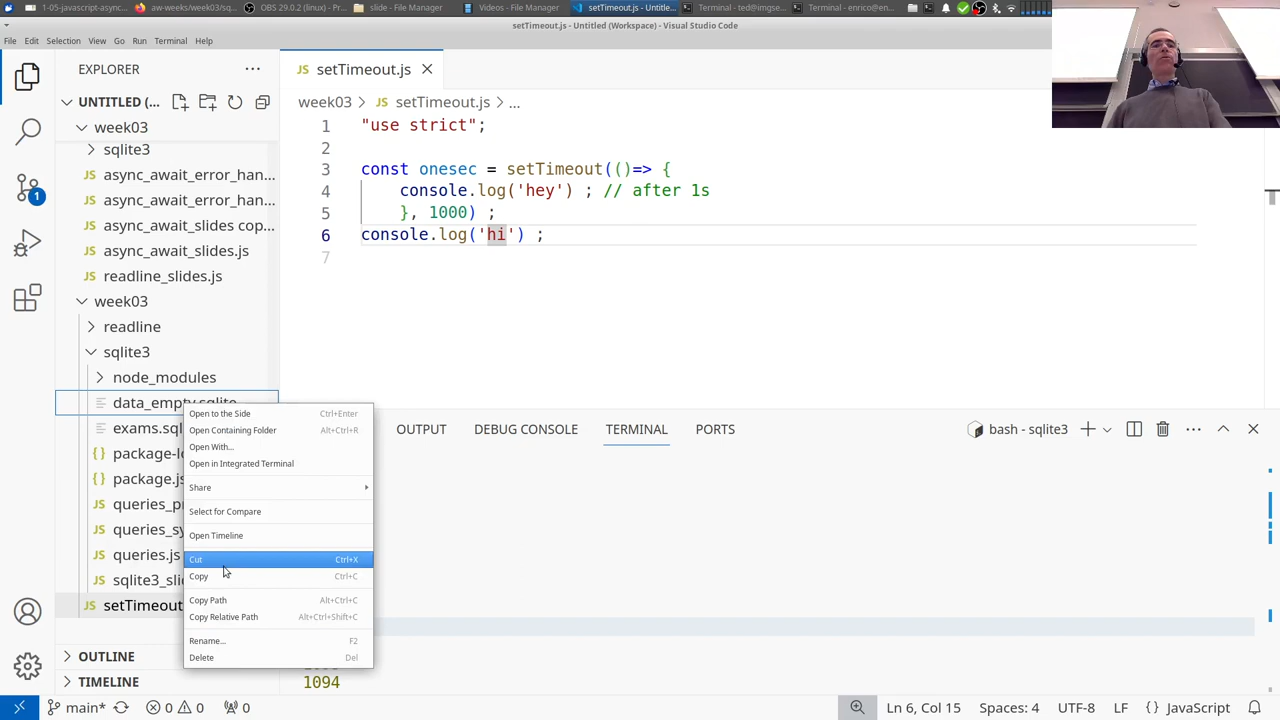 1-05-javascript-async...
aw-weeks/week03/sq...
OBS 29.0.2 (linux) - Pro...
slide - File Manager
Videos - File Manager
setTimeout.js - Untitle...
Terminal - ted@imgse...
Terminal - enrico@en...
setTimeout.js - Untitled (Workspace) - Visual Studio Code
File Edit Selection View Go Run Terminal Help
EXPLORER
UNTITLED (...
week03
sqlite3
async_await_error_han...
async_await_error_han...
async_await_slides cop...
async_await_slides.js
readline_slides.js
week03
readline
sqlite3
node_modules
data_empty.sqlite
exams.sql
package-l
package.js
queries_p
queries_sy
queries.js
sqlite3_sli
setTimeout
OUTLINE
TIMELINE
JS setTimeout.js
week03 > JS setTimeout.js > ...
1 "use strict";
2
3 const onesec = setTimeout(()=> {
4 console.log('hey') ; // after 1s
5 }, 1000) ;
6 console.log('hi') ;
7
Open to the Side Ctrl+Enter
Open Containing Folder Alt+Ctrl+R
Open With...
Open in Integrated Terminal
Share
Select for Compare
Open Timeline
Cut Ctrl+X
Copy Ctrl+C
Copy Path Alt+Ctrl+C
Copy Relative Path Alt+Ctrl+Shift+C
Rename... F2
Delete Del
OUTPUT DEBUG CONSOLE TERMINAL PORTS
bash - sqlite3
1094
main* 0 0 0
Ln 6, Col 15 Spaces: 4 UTF-8 LF {} JavaScript